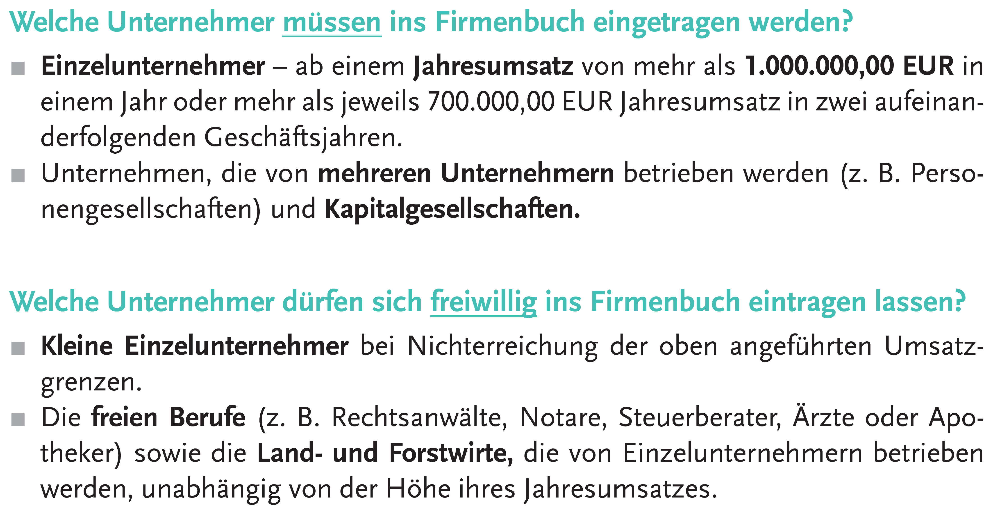 Welche Unternehmer müssen ins Firmenbuch eingetragen werden?
■ Einzelunternehmer – ab einem Jahresumsatz von mehr als 1.000.000,00 EUR in
einem Jahr oder mehr als jeweils 700.000,00 EUR Jahresumsatz in zwei aufeinan-
derfolgenden Geschäftsjahren.
■ Unternehmen, die von mehreren Unternehmern betrieben werden (z. B. Perso-
nengesellschaften) und Kapitalgesellschaften.
Welche Unternehmer dürfen sich freiwillig ins Firmenbuch eintragen lassen?
■ Kleine Einzelunternehmer bei Nichterreichung der oben angeführten Umsatz-
grenzen.
■ Die freien Berufe (z. B. Rechtsanwälte, Notare, Steuerberater, Ärzte oder Apo-
theker) sowie die Land- und Forstwirte, die von Einzelunternehmern betrieben
werden, unabhängig von der Höhe ihres Jahresumsatzes.